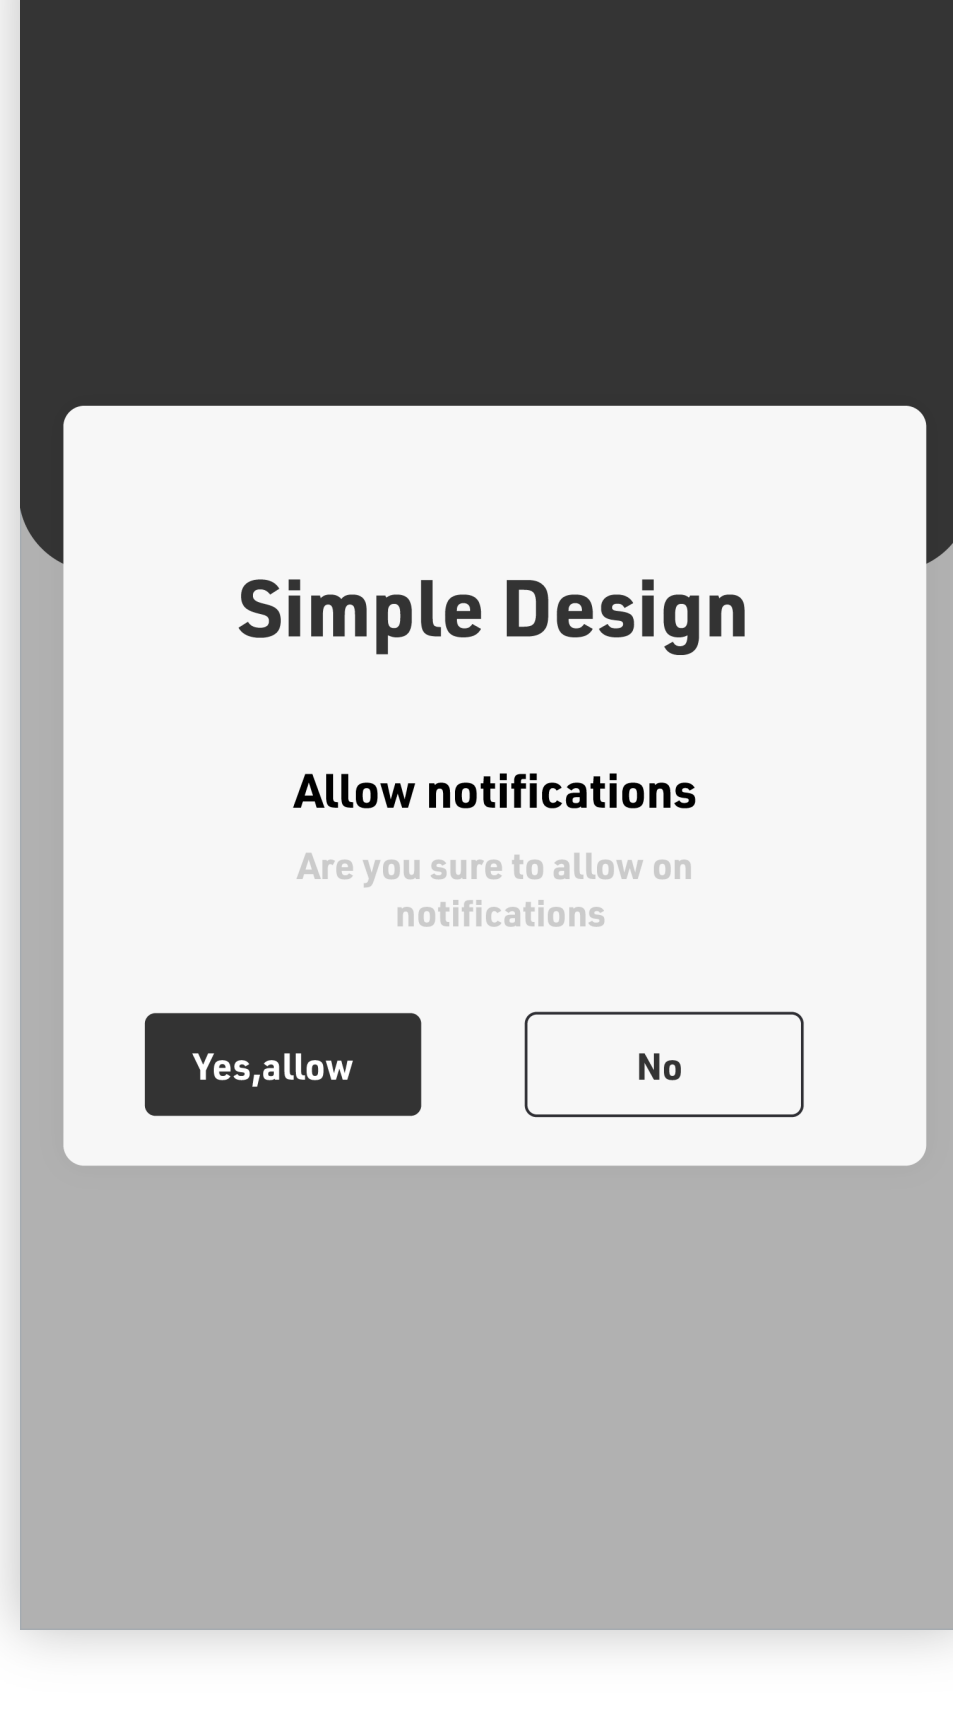 Simple Design
Allow notifications
Are you sure to allow on
notifications
Yes,allow
No